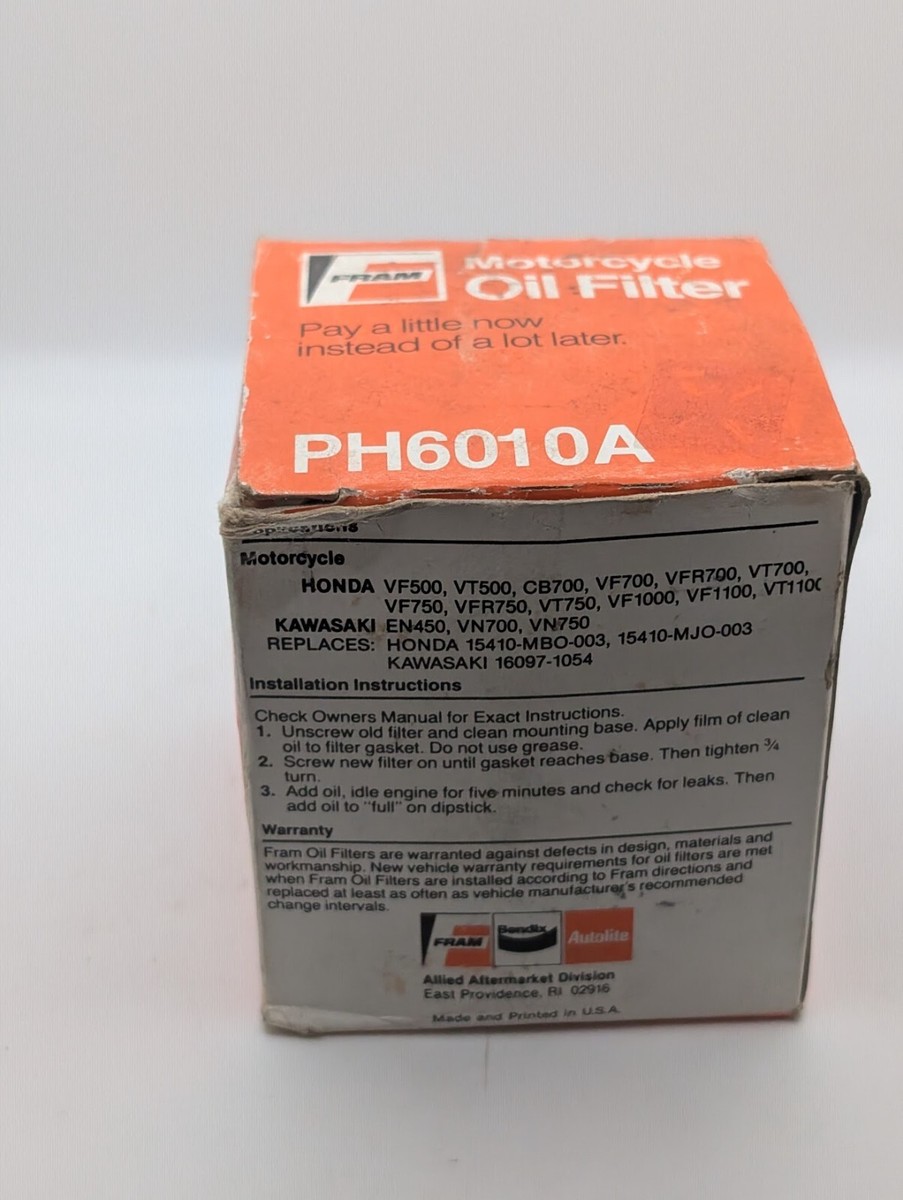 FRAM
Motorcycle
Oil Filter
Pay a little now
instead of a lot later.
PH6010A
Applications
Motorcycle
HONDA VF500, VT500, CB700, VF700, VFR700, VT700,
VF750, VFR750, VT750, VF1000, VF1100, VT1100
KAWASAKI EN450, VN700, VN750
REPLACES: HONDA 15410-MBO-003, 15410-MJO-003
KAWASAKI 16097-1054
Installation Instructions
Check Owners Manual for Exact Instructions.
1. Unscrew old filter and clean mounting base. Apply film of clean
oil to filter gasket. Do not use grease.
2. Screw new filter on until gasket reaches base. Then tighten ¾
turn.
3. Add oil, idle engine for five minutes and check for leaks. Then
add oil to "full" on dipstick.
Warranty
Fram Oil Filters are warranted against defects in design, materials and
workmanship. New vehicle warranty requirements for oil filters are met
when Fram Oil Filters are installed according to Fram directions and
replaced at least as often as vehicle manufacturer's recommended
change intervals.
FRAM Bendix Autolite
Allied Aftermarket Division
East Providence, RI 02916
Made and Printed in U.S.A.